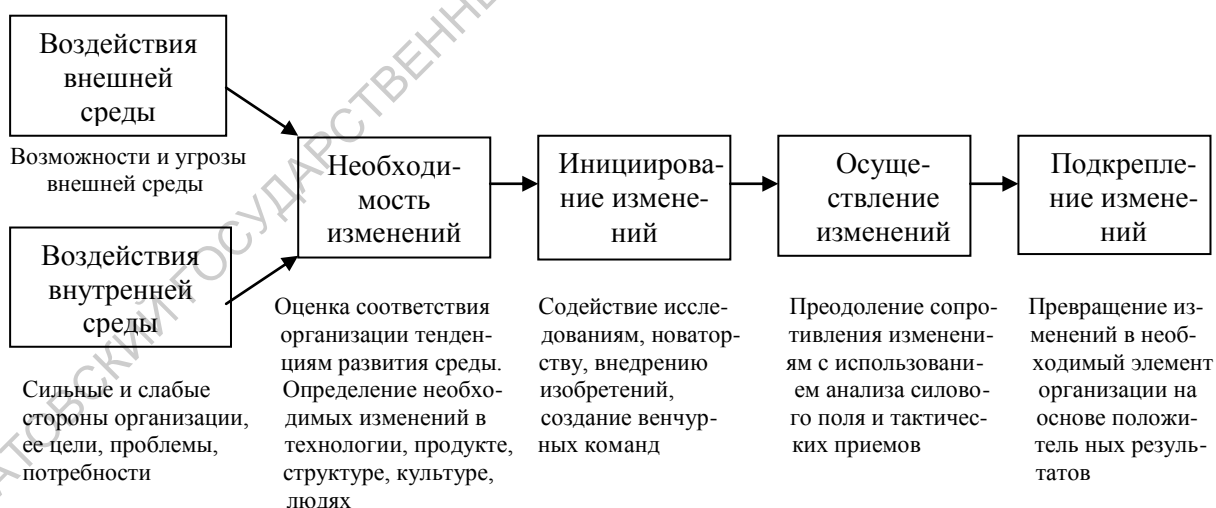 Воздействия
внешней
среды
Возможности и угрозы
внешней среды
Воздействия
внутренней
среды
Сильные и слабые
стороны организации,
ее цели, проблемы,
потребности
Необходи-
мость
изменений
Оценка соответствия
организации тенден-
циям развития среды.
Определение необхо-
димых изменений в
технологии, продукте,
структуре, культуре,
людях
Инициирова-
ние измене-
ний
Содействие иссле-
дованиям, новатор-
ству, внедрению
изобретений,
создание венчур-
ных команд
Осуще-
ствление
изменений
Преодоление сопро-
тивления изменени-
ям с использовани-
ем анализа силово-
го поля и тактичес-
ких приемов
Подкрепле-
ние измене-
ний
Превращение из-
менений в необ-
ходимый элемент
организации на
основе положи-
тель ных резуль-
татов
АТОВСКИЙ ГОСУДАРСТВЕНН